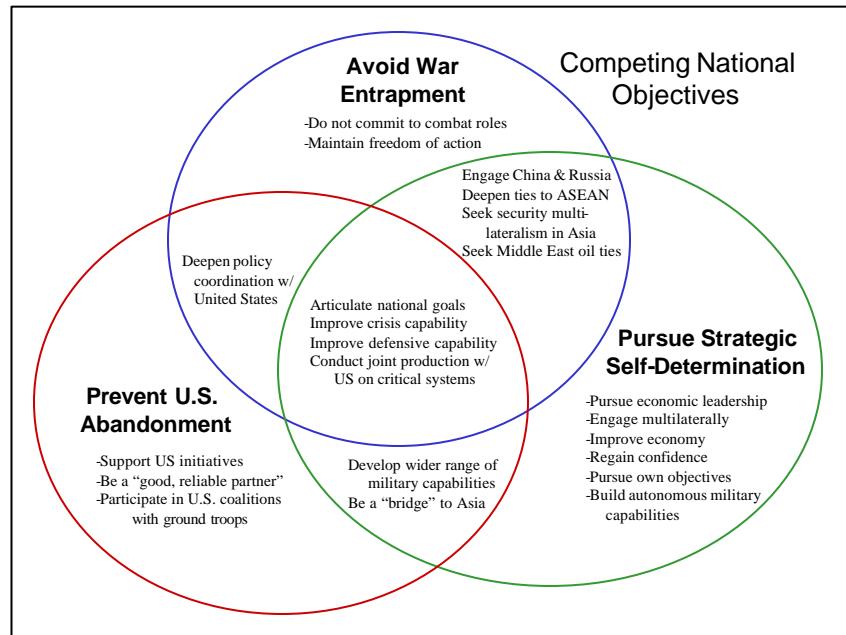 Competing National
Objectives
Avoid War
Entrapment
-Do not commit to combat roles
-Maintain freedom of action
Engage China & Russia
Deepen ties to ASEAN
Seek security multi-
lateralism in Asia
Seek Middle East oil ties
Deepen policy
coordination w/
United States
Articulate national goals
Improve crisis capability
Improve defensive capability
Conduct joint production w/
US on critical systems
Pursue Strategic
Self-Determination
-Pursue economic leadership
-Engage multilaterally
-Improve economy
-Regain confidence
-Pursue own objectives
-Build autonomous military
capabilities
Prevent U.S.
Abandonment
-Support US initiatives
-Be a “good, reliable partner”
-Participate in U.S. coalitions
with ground troops
Develop wider range of
military capabilities
Be a “bridge” to Asia